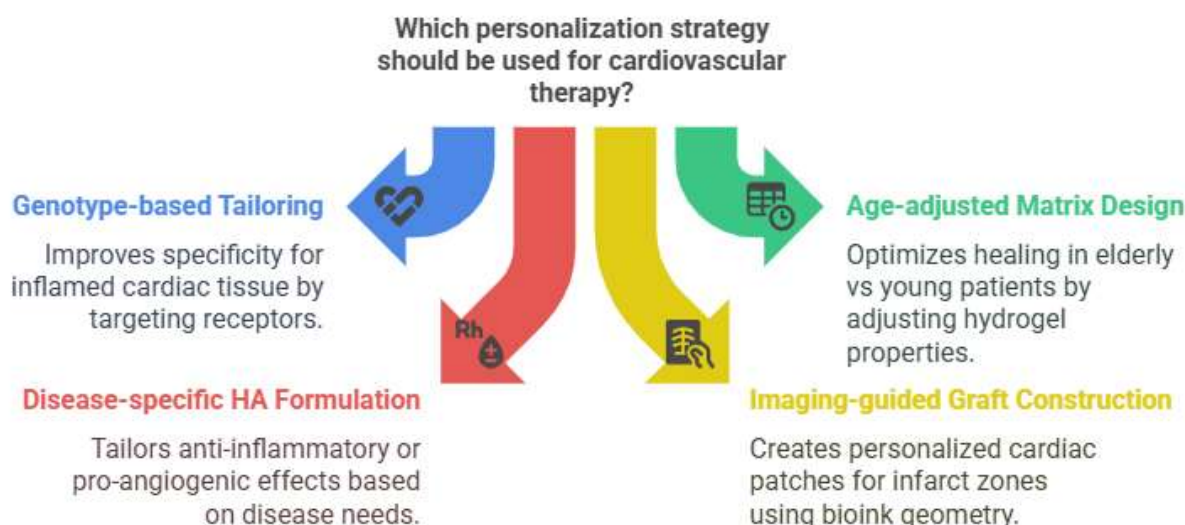 Which personalization strategy
should be used for cardiovascular
therapy?
Genotype-based Tailoring
Improves specificity for
inflamed cardiac tissue by
targeting receptors.
Age-adjusted Matrix Design
Optimizes healing in elderly
vs young patients by
adjusting hydrogel
properties.
Rh
Disease-specific HA Formulation
Tailors anti-inflammatory or
pro-angiogenic effects based
on disease needs.
Imaging-guided Graft Construction
Creates personalized cardiac
patches for infarct zones
using bioink geometry.